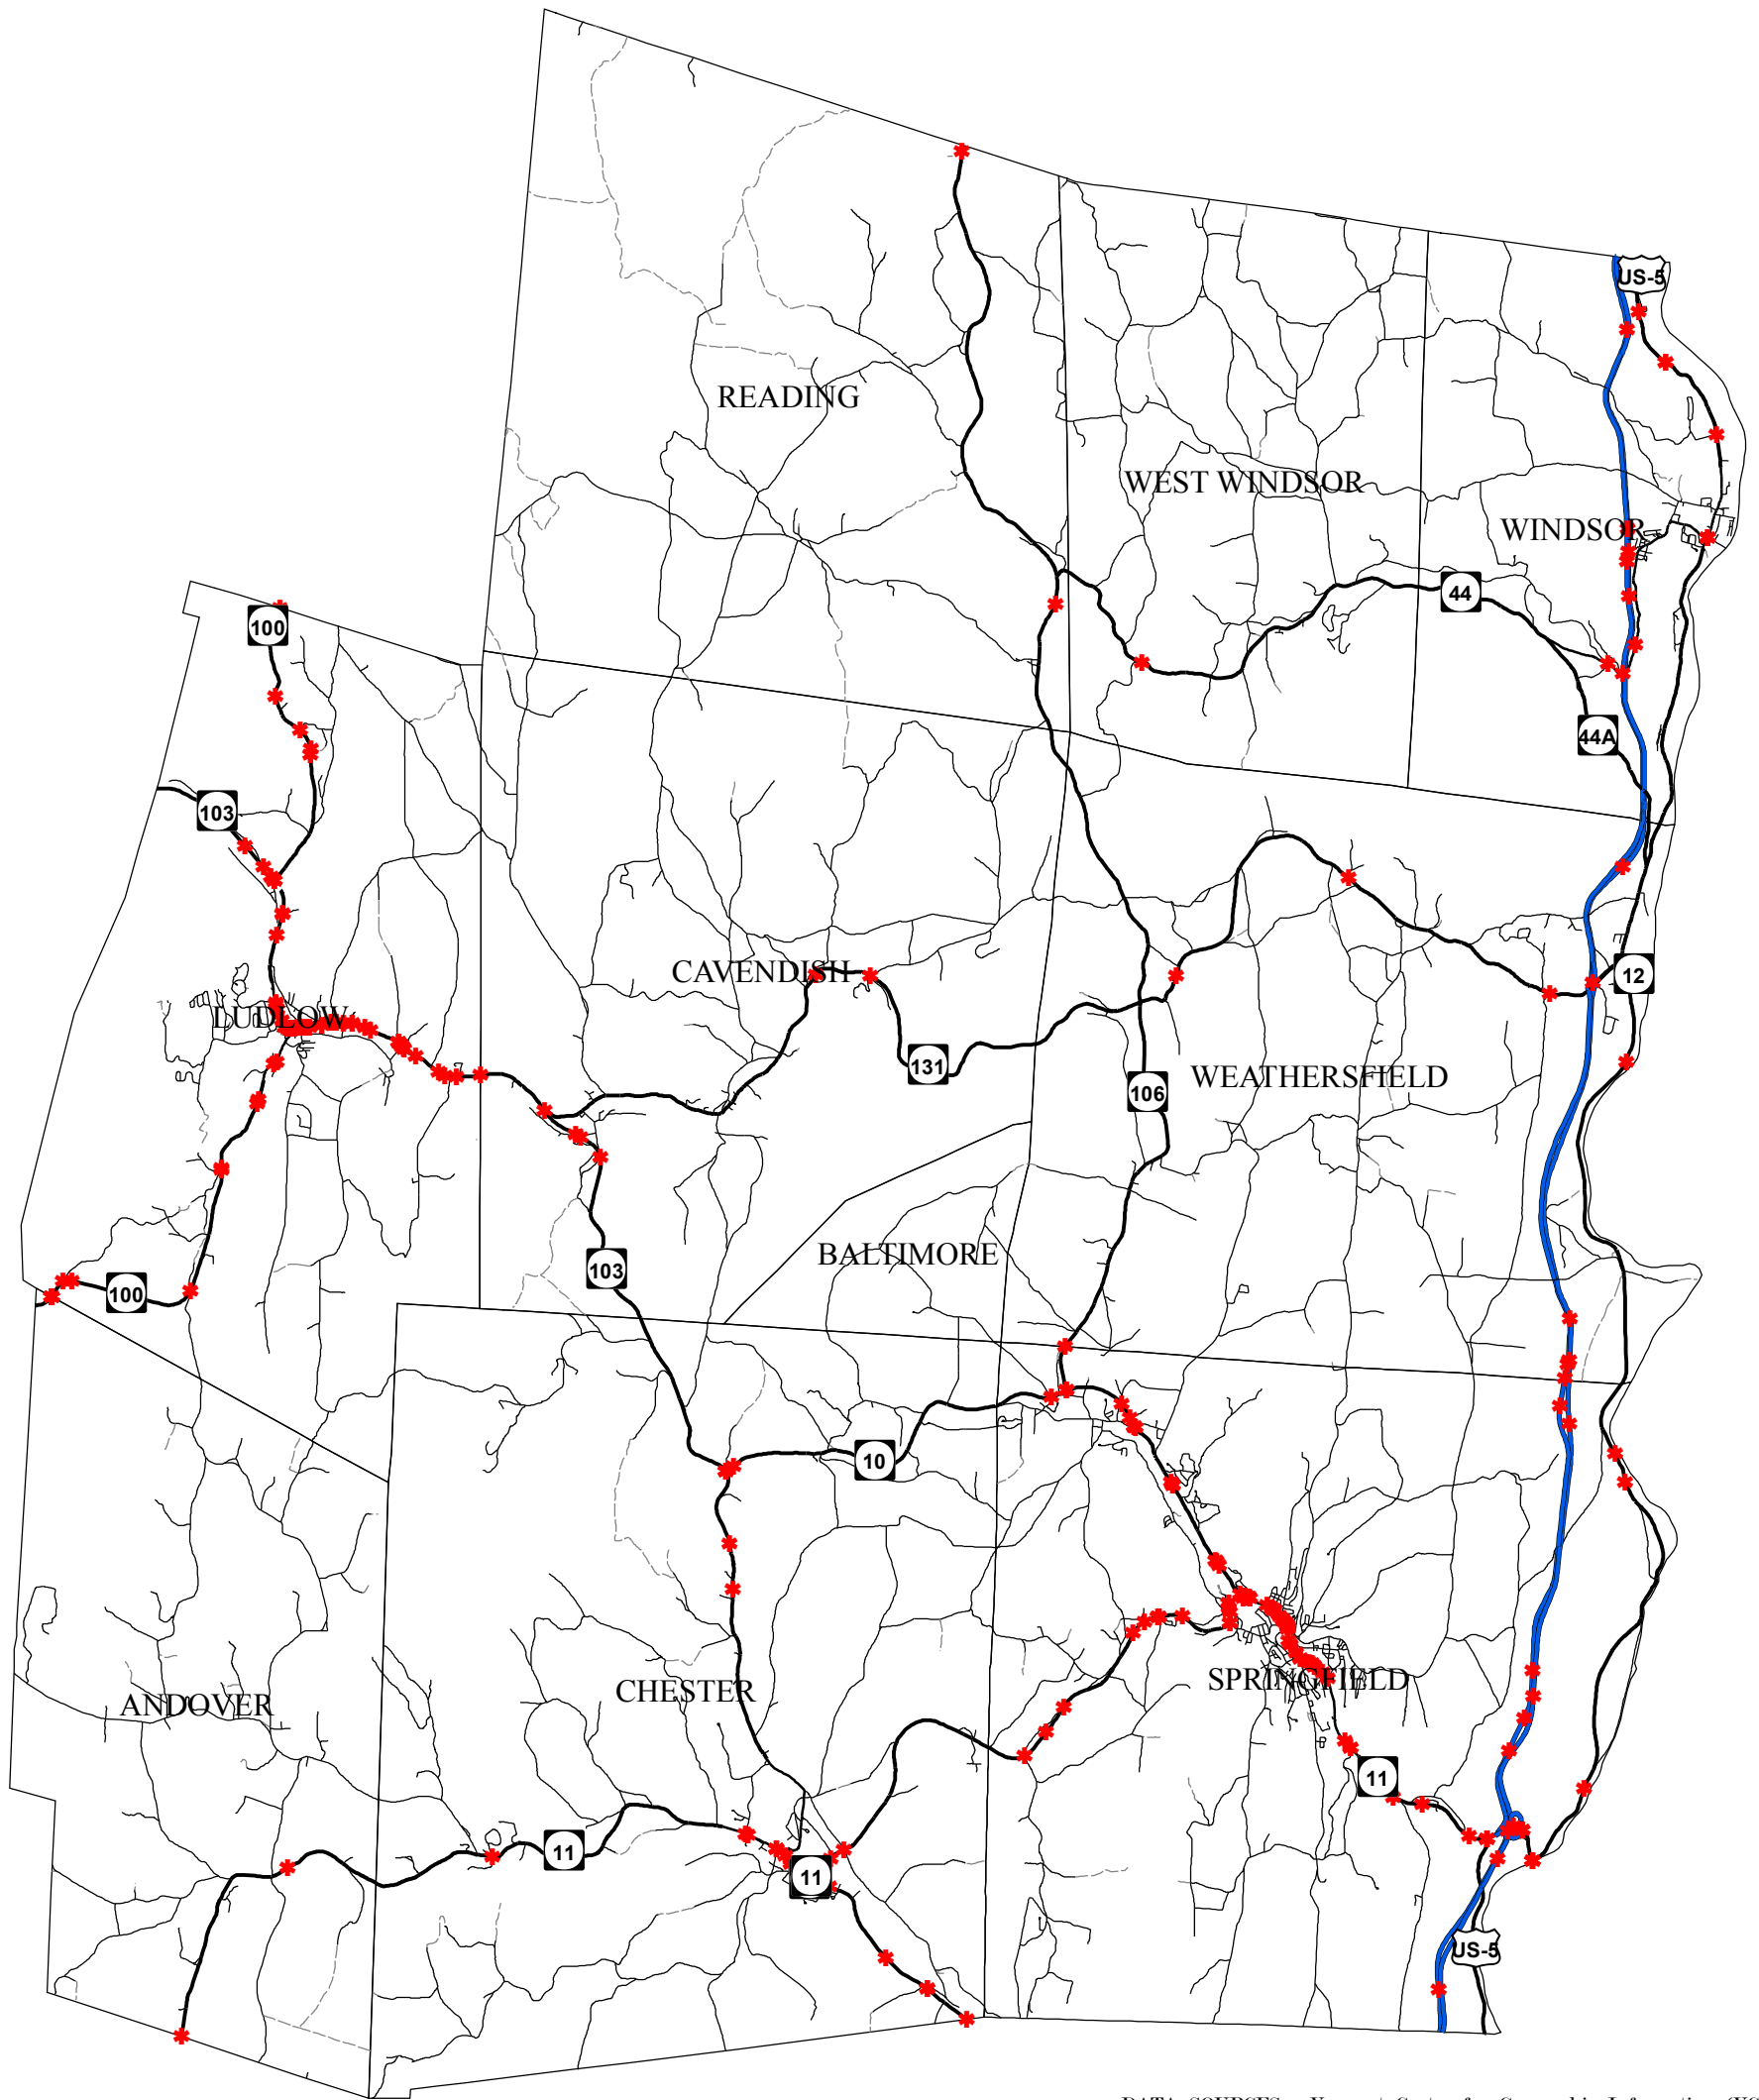 US-5
READING
WEST WINDSOR
WINDSOR
44
100
44A
103
CAVENDISH
12
LUDLOW
131
WEATHERSFIELD
106
BALTIMORE
103
100
10
SPRINGFIELD
CHESTER
ANDOVER
11
11
11
US-5